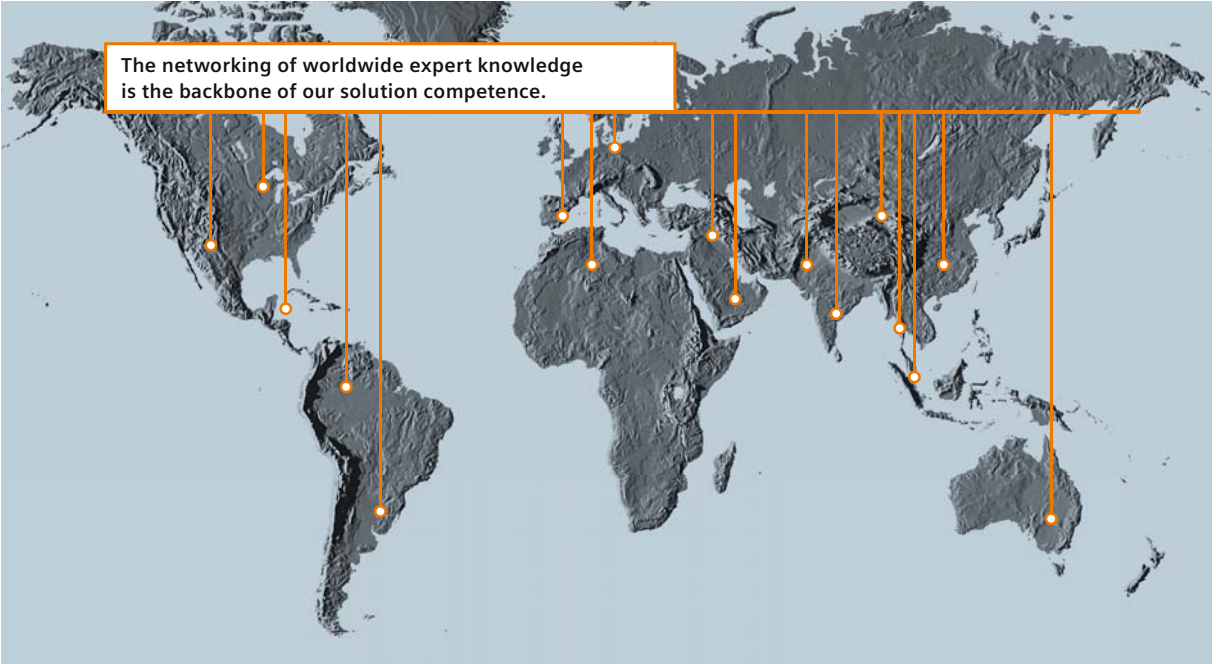 The networking of worldwide expert knowledge
is the backbone of our solution competence.